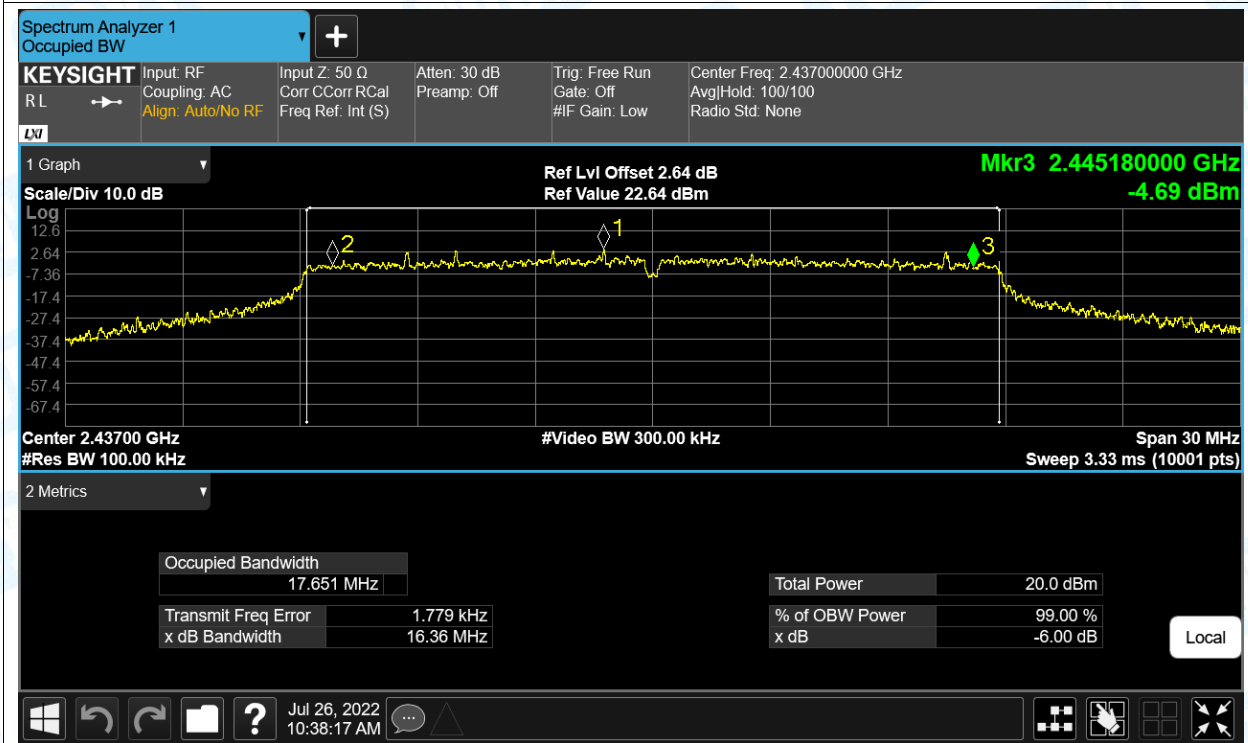 Spectrum Analyzer 1
Occupied BW
▼
+
KEYSIGHT
R L
LXI
Input: RF
Coupling: AC
Align: Auto/No RF
Input Z: 50 Ω
Corr CCorr RCal
Freq Ref: Int (S)
Atten: 30 dB
Preamp: Off
Trig: Free Run
Gate: Off
#IF Gain: Low
Center Freq: 2.437000000 GHz
Avg|Hold: 100/100
Radio Std: None
1 Graph ▼
Scale/Div 10.0 dB
Ref Lvl Offset 2.64 dB
Ref Value 22.64 dBm
Mkr3 2.445180000 GHz
-4.69 dBm
Log
12.6
2.64
-7.36
-17.4
-27.4
-37.4
-47.4
-57.4
-67.4
2
1
3
Center 2.43700 GHz
#Res BW 100.00 kHz
#Video BW 300.00 kHz
Span 30 MHz
Sweep 3.33 ms (10001 pts)
2 Metrics ▼
Occupied Bandwidth
17.651 MHz
Transmit Freq Error 1.779 kHz
x dB Bandwidth 16.36 MHz
Total Power 20.0 dBm
% of OBW Power 99.00 %
x dB -6.00 dB
Local
?
Jul 26, 2022
10:38:17 AM
...